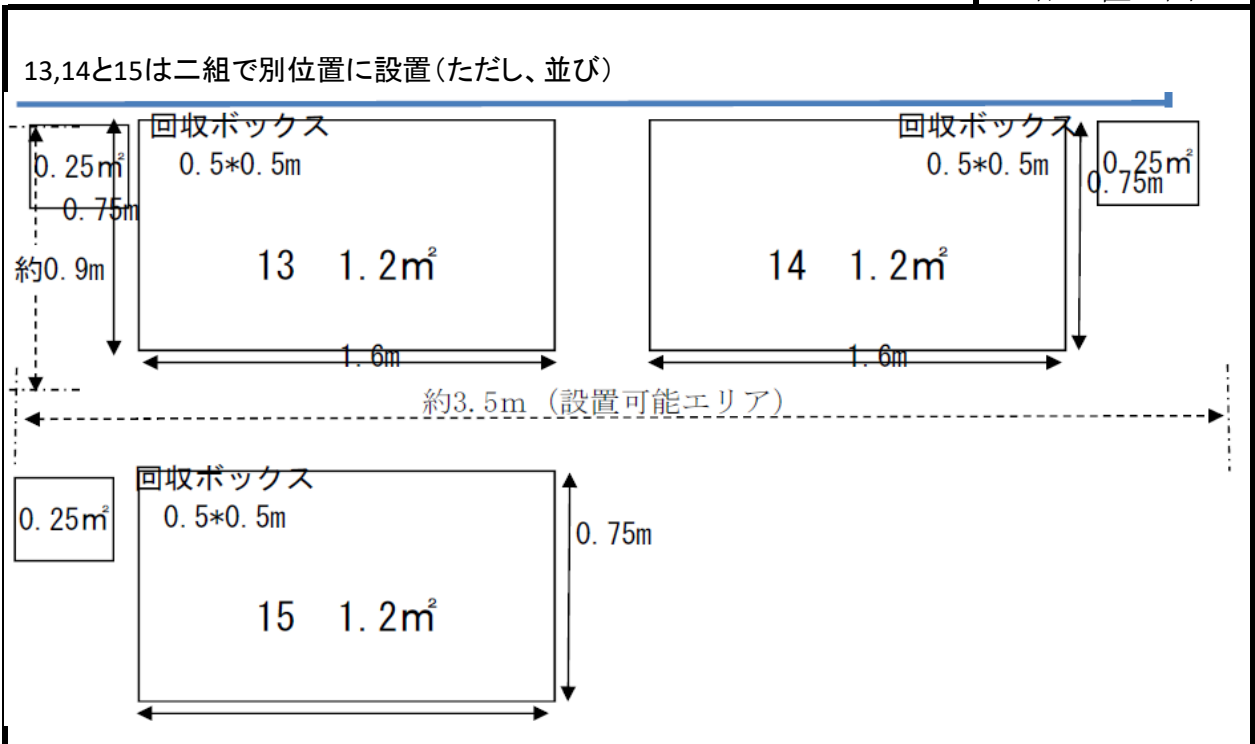 13,14と15は二組で別位置に設置(ただし、並び)
回収ボックス
回収ボックス
0.25㎡
0.5*0.5m
0.5*0.5m
0.25㎡
0.75m
0.75m
約0.9m
13 1.2㎡
14 1.2㎡
1.6m
1.6m
約3.5m (設置可能エリア)
回収ボックス
0.25㎡
0.5*0.5m
0.75m
15 1.2㎡